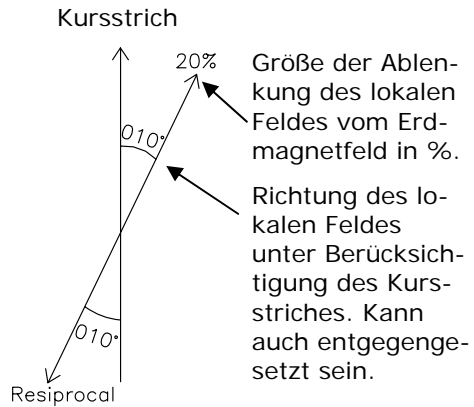 Kursstrich
20%
010°
Größe der Ablen-
kung des lokalen
Feldes vom Erd-
magnetfeld in %.
Richtung des lo-
kalen Feldes
unter Berücksich-
tigung des Kurs-
striches. Kann
auch entgegenge-
setzt sein.
010°
Resiprocal